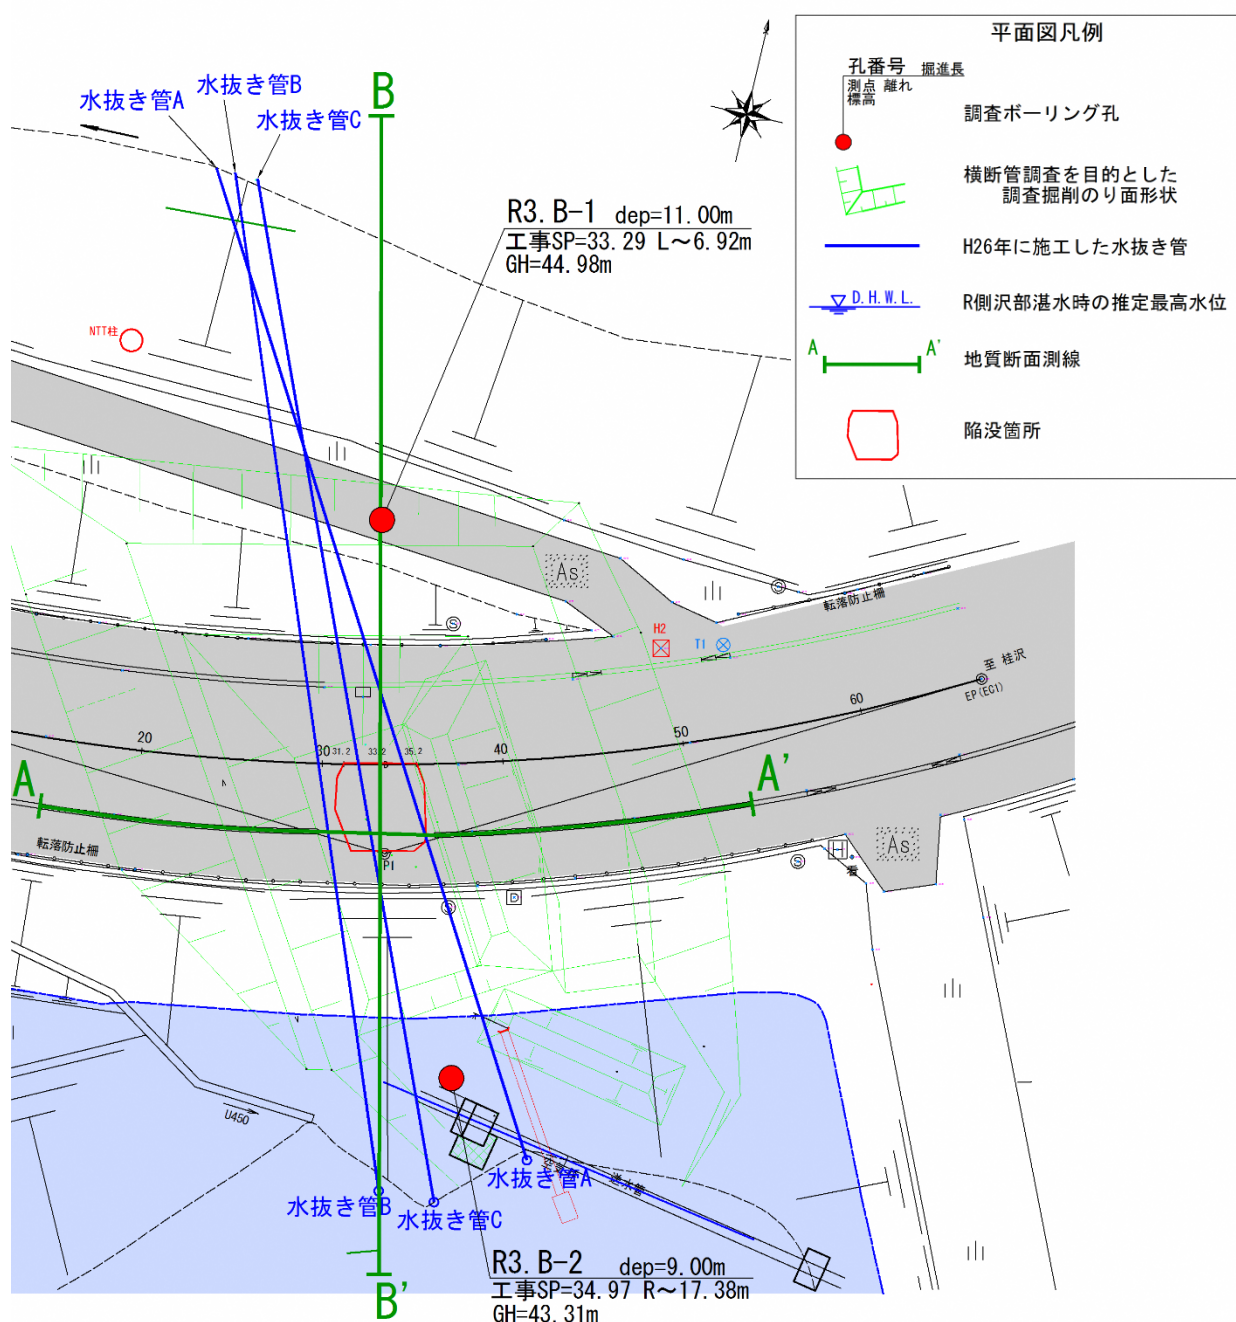 平面図凡例
孔番号 掘進長
測点 離れ
標高
調査ボーリング孔
横断管調査を目的とした
調査掘削のり面形状
H26年に施工した水抜き管
D.H.W.L.
R側沢部湛水時の推定最高水位
A A'
地質断面測線
陥没箇所
水抜き管A
水抜き管B
水抜き管C
B
R3.B-1 dep=11.00m
工事SP=33.29 L～6.92m
GH=44.98m
NTT柱
As
S
転落防止柵
S
H2
T1
至 桂沢
EP(EC1)
20
30
31.2
33.2
35.2
40
50
60
A
A'
転落防止柵
PI
As
S
H
D
S
U450
送水管
水抜き管A
水抜き管B
水抜き管C
B'
R3.B-2 dep=9.00m
工事SP=34.97 R～17.38m
GH=43.31m